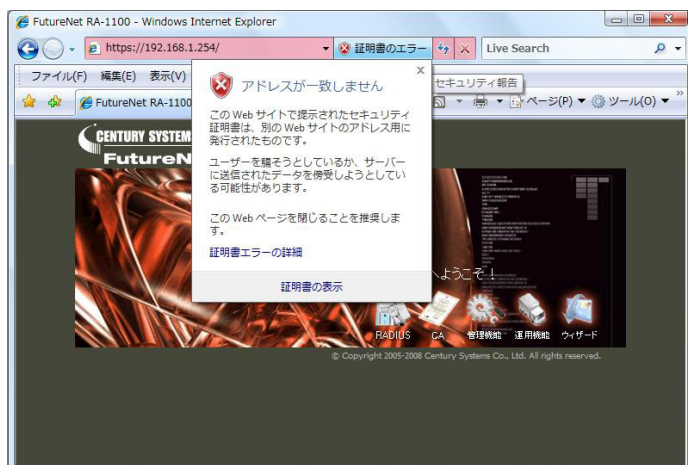 FutureNet RA-1100 - Windows Internet Explorer
https://192.168.1.254/
証明書のエラー
Live Search
ファイル(F) 編集(E) 表示(V)
セキュリティ報告
FutureNet RA-1100
ページ(P) ツール(O)
アドレスが一致しません
この Web サイトで提示されたセキュリティ
証明書は、別の Web サイトのアドレス用に
発行されたものです。
ユーザーを騙そうとしているか、サーバー
に送信されたデータを傍受しようとしてい
る可能性があります。
この Web ページを閉じることを推奨しま
す。
証明書エラーの詳細
証明書の表示
CENTURY SYSTEMS
FutureN
ようこそ!
RADIUS CA 管理機能 運用機能 ウィザード
© Copyright 2005-2008 Century Systems Co., Ltd. All rights reserved.